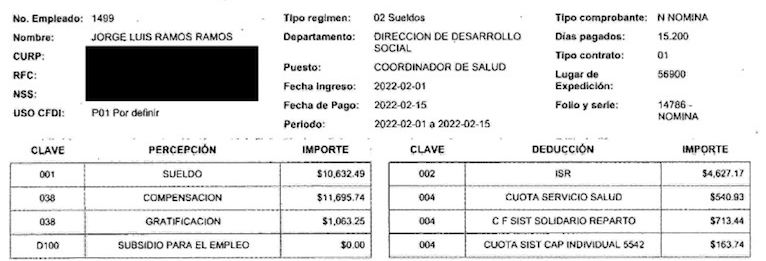 No. Empleado: 1499
Nombre: JORGE LUIS RAMOS RAMOS
CURP:
RFC:
NSS:
USO CFDI: P01 Por definir
Tipo regimen: 02 Sueldos
Departamento: DIRECCION DE DESARROLLO
SOCIAL
Puesto: COORDINADOR DE SALUD
Fecha Ingreso: 2022-02-01
Fecha de Pago: 2022-02-15
Periodo: 2022-02-01 a 2022-02-15
Tipo comprobante: N NOMINA
Días pagados: 15.200
Tipo contrato: 01
Lugar de 56900
Expedición:
Folio y serie: 14786 -
NOMINA
CLAVE PERCEPCIÓN IMPORTE
001 SUELDO $10,632.49
038 COMPENSACION $11,695.74
038 GRATIFICACIÓN $1,063.25
D100 SUBSIDIO PARA EL EMPLEO $0.00
CLAVE DEDUCCIÓN IMPORTE
002 ISR $4,627.17
004 CUOTA SERVICIO SALUD $540.93
004 C F SIST SOLIDARIO REPARTO $713.44
004 CUOTA SIST CAP INDIVIDUAL 5542 $163.74